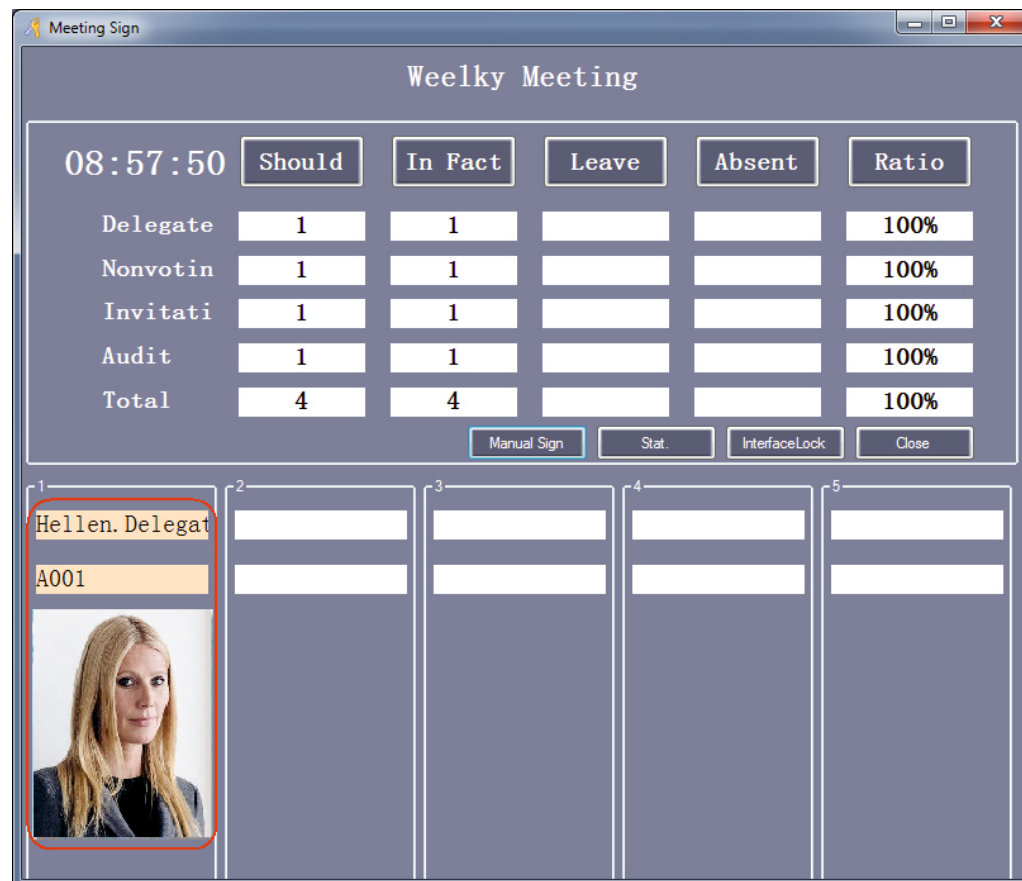 Meeting Sign
Weelky Meeting
08:57:50 Should In Fact Leave Absent Ratio
Delegate 1 1 100%
Nonvotin 1 1 100%
Invitati 1 1 100%
Audit 1 1 100%
Total 4 4 100%
Manual Sign Stat. InterfaceLock Close
1 2 3 4 5
Hellen.Delegat
A001